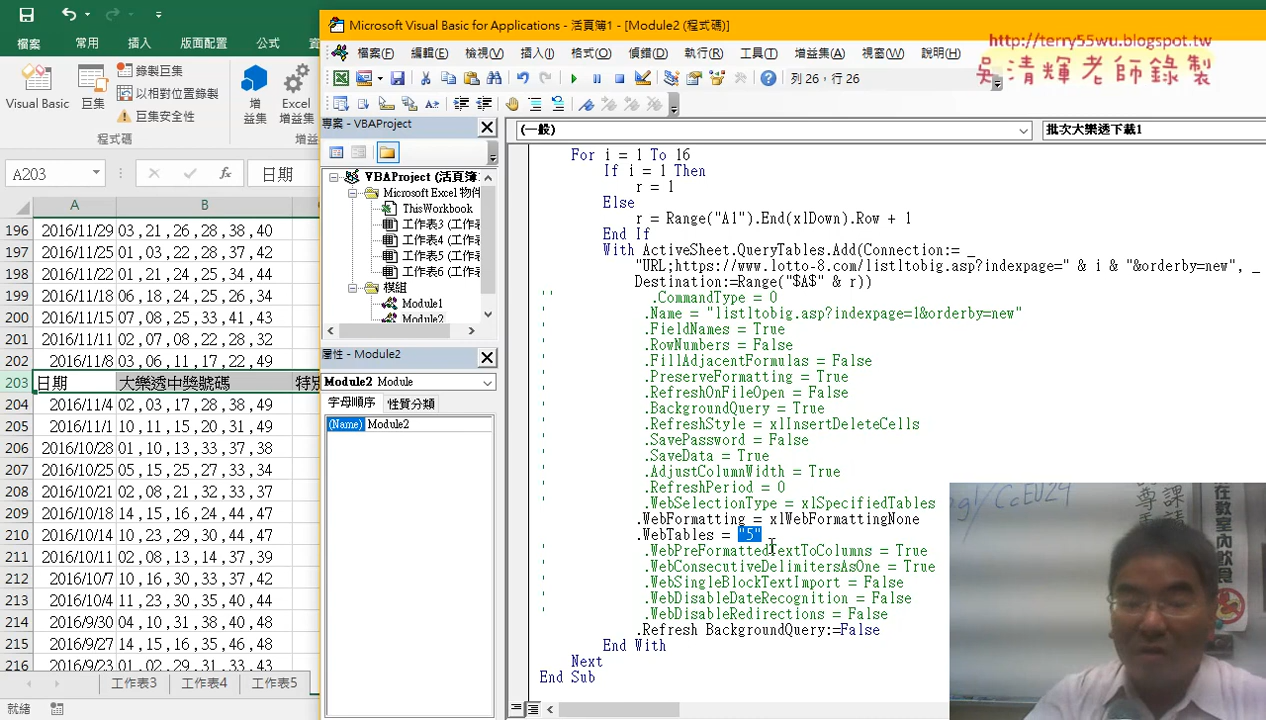 Microsoft Visual Basic for Applications - 活頁簿1 - [Module2 (程式碼)]
http://terry55wu.blogspot.tw
吳清輝老師錄製
檔案 常用 插入 版面配置 公式
檔案(F) 編輯(E) 檢視(V) 插入(I) 格式(O) 偵錯(D) 執行(R) 工具(T) 增益集(A) 視窗(W) 說明(H)
列 26，行 26
Visual Basic 巨集 錄製巨集
以相對位置錄製
巨集安全性
增益集 Excel 增益集
程式碼
A203 fx 日期
專案 - VBAProject
VBAProject (活頁簿
Microsoft Excel 物件
ThisWorkbook
工作表3 (工作表
工作表4 (工作表
工作表5 (工作表
工作表6 (工作表
模組
Module1
Module2
屬性 - Module2
Module2 Module
字母順序 性質分類
(Name) Module2
(一般) 批次大樂透下載1
For i = 1 To 16
If i = 1 Then
r = 1
Else
r = Range("A1").End(xlDown).Row + 1
End If
With ActiveSheet.QueryTables.Add(Connection:= _
"URL;https://www.lotto-8.com/listltobig.asp?indexpage=" & i & "&orderby=new", _
Destination:=Range("$A$" & r))
' .CommandType = 0
' .Name = "listltobig.asp?indexpage=1&orderby=new"
' .FieldNames = True
' .RowNumbers = False
' .FillAdjacentFormulas = False
' .PreserveFormatting = True
' .RefreshOnFileOpen = False
' .BackgroundQuery = True
' .RefreshStyle = xlInsertDeleteCells
' .SavePassword = False
' .SaveData = True
' .AdjustColumnWidth = True
' .RefreshPeriod = 0
' .WebSelectionType = xlSpecifiedTables
.WebFormatting = xlWebFormattingNone
.WebTables = "5"
' .WebPreFormattedTextToColumns = True
' .WebConsecutiveDelimitersAsOne = True
' .WebSingleBlockTextImport = False
' .WebDisableDateRecognition = False
' .WebDisableRedirections = False
.Refresh BackgroundQuery:=False
End With
Next
End Sub
A B
196 2016/11/29 03 , 21 , 26 , 28 , 38 , 40
197 2016/11/25 01 , 03 , 22 , 28 , 37 , 42
198 2016/11/22 01 , 21 , 24 , 25 , 34 , 44
199 2016/11/18 06 , 18 , 24 , 25 , 26 , 34
200 2016/11/15 07 , 08 , 25 , 33 , 41 , 43
201 2016/11/11 02 , 07 , 08 , 22 , 28 , 32
202 2016/11/8 03 , 06 , 11 , 17 , 22 , 49
203 日期 大樂透中獎號碼 特別
204 2016/11/4 02 , 03 , 17 , 28 , 38 , 49
205 2016/11/1 10 , 11 , 15 , 20 , 31 , 49
206 2016/10/28 01 , 10 , 13 , 33 , 37 , 40
207 2016/10/25 05 , 15 , 25 , 27 , 33 , 34
208 2016/10/21 02 , 08 , 21 , 32 , 33 , 37
209 2016/10/18 14 , 15 , 16 , 24 , 44 , 47
210 2016/10/14 02 , 08 , 24 , 39 , 44 , 49
211 2016/10/11 02 , 08 , 13 , 14 , 39 , 40
212 2016/10/7 10 , 16 , 18 , 27 , 32 , 41
213 2016/10/4 11 , 23 , 30 , 35 , 40 , 44
214 2016/9/30 04 , 10 , 31 , 38 , 40 , 49
215 2016/9/27 14 , 15 , 16 , 35 , 46 , 48
216 2016/9/23 01 , 02 , 29 , 31 , 33 , 43
工作表3 工作表4 工作表5
就緒